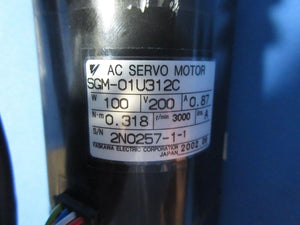 AC SERVO MOTOR
SGM-01U312C
W 100 V 200 A 0.87
N·m 0.318 r/min 3000 INS. A
S/N 2N0257-1-1
YASKAWA ELECTRIC CORPORATION 2002
JAPAN